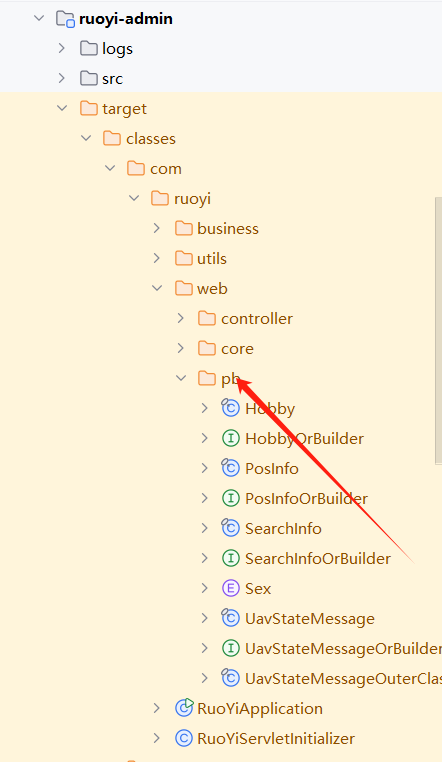 ruoyi-admin
logs
src
target
classes
com
ruoyi
business
utils
web
controller
core
pb
Hobby
HobbyOrBuilder
PosInfo
PosInfoOrBuilder
SearchInfo
SearchInfoOrBuilder
Sex
UavStateMessage
UavStateMessageOrBuilder
UavStateMessageOuterClas
RuoYiApplication
RuoYiServletInitializer